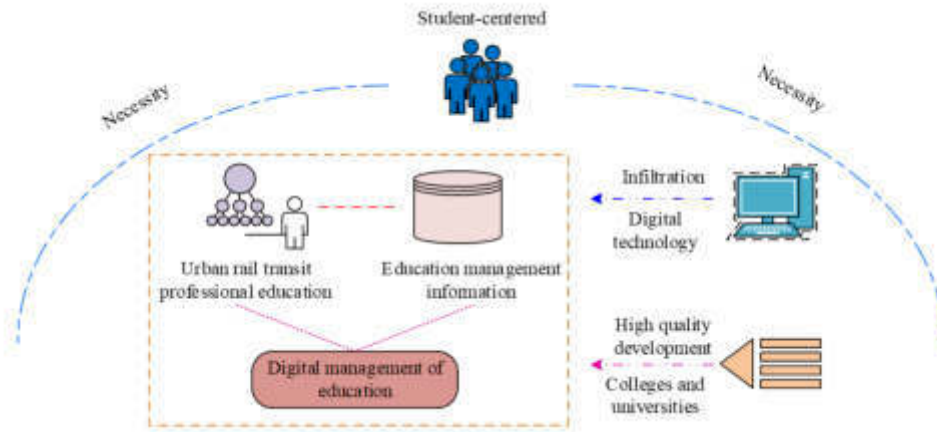 Student-centered
Necessity
Necessity
Infiltration
Digital
technology
Urban rail transit
professional education
Education management
information
High quality
development
Colleges and
universities
Digital management of
education